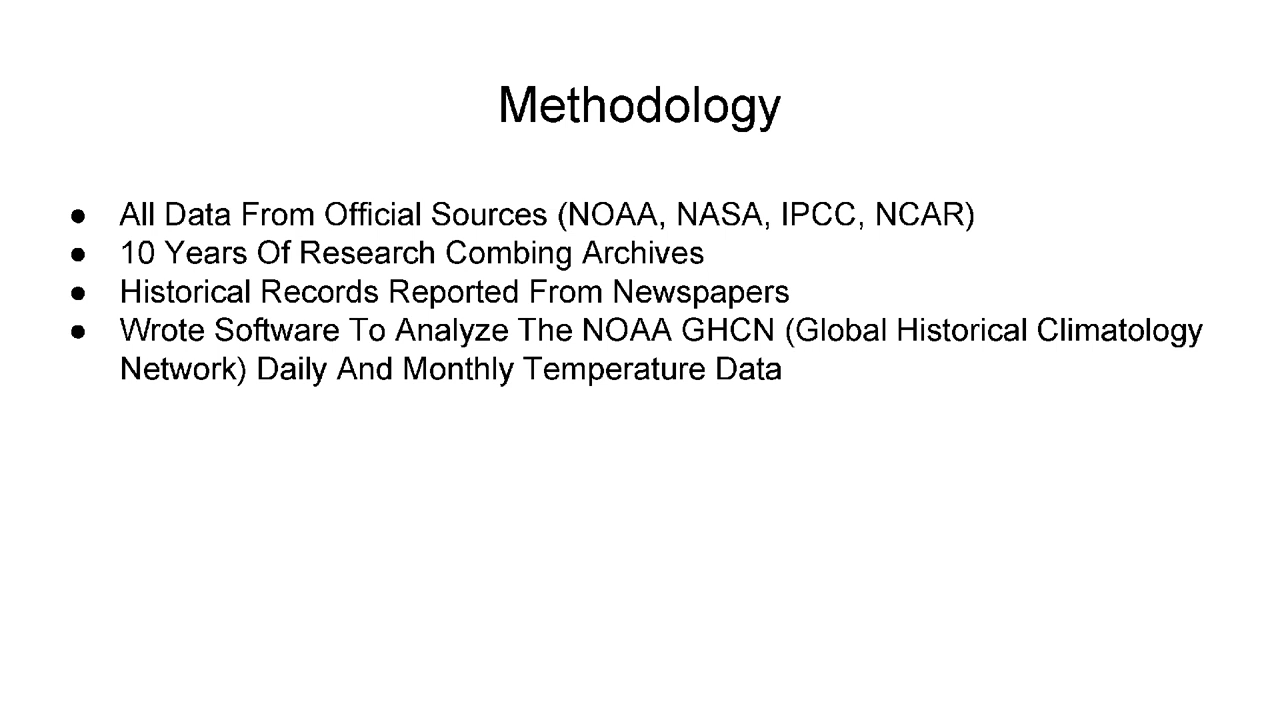 Methodology
● All Data From Official Sources (NOAA, NASA, IPCC, NCAR)
● 10 Years Of Research Combing Archives
● Historical Records Reported From Newspapers
● Wrote Software To Analyze The NOAA GHCN (Global Historical Climatology
Network) Daily And Monthly Temperature Data